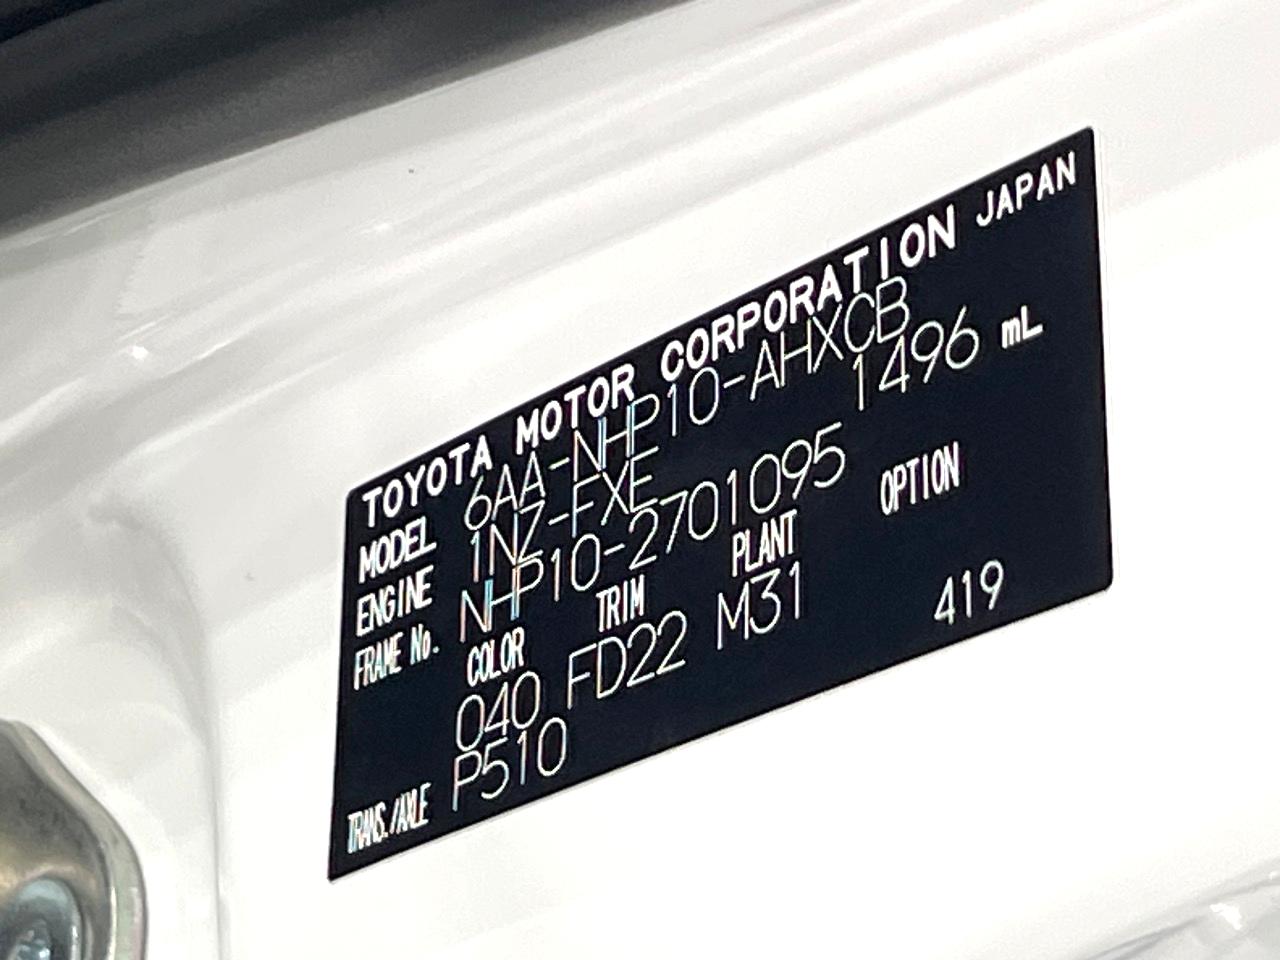 TOYOTA MOTOR CORPORATION JAPAN
MODEL 6AA-NHP10-AHXCB
ENGINE 1NZ-FXE 1496 mL
FRAME No. NHP10-2701095
COLOR TRIM PLANT OPTION
040 FD22 M31 419
TRANS./AXLE P510